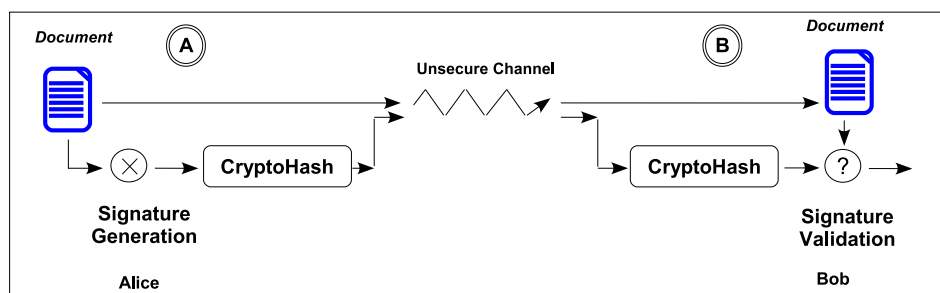 Document
A
Unsecure Channel
B
Document
CryptoHash
CryptoHash
?
Signature
Generation
Signature
Validation
Alice
Bob